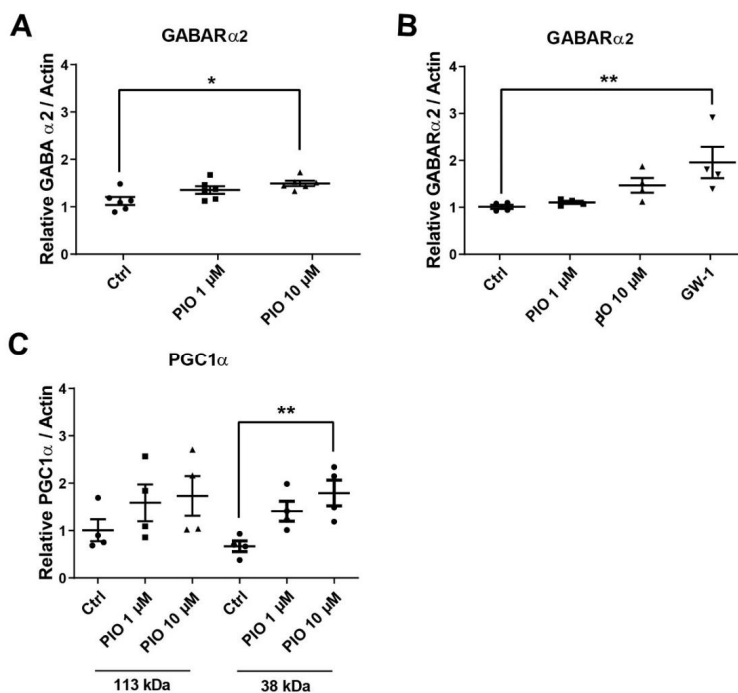 A
GABARα2
Relative GABA α2 / Actin
4
3
2
1
0
*
Ctrl
PIO 1 µM
PIO 10 µM
B
GABARα2
Relative GABARα2 / Actin
4
3
2
1
0
**
Ctrl
PIO 1 µM
pIO 10 µM
GW-1
C
PGC1α
Relative PGC1α / Actin
4
3
2
1
0
**
Ctrl
PIO 1 µM
PIO 10 µM
Ctrl
PIO 1 µM
PIO 10 µM
113 kDa
38 kDa